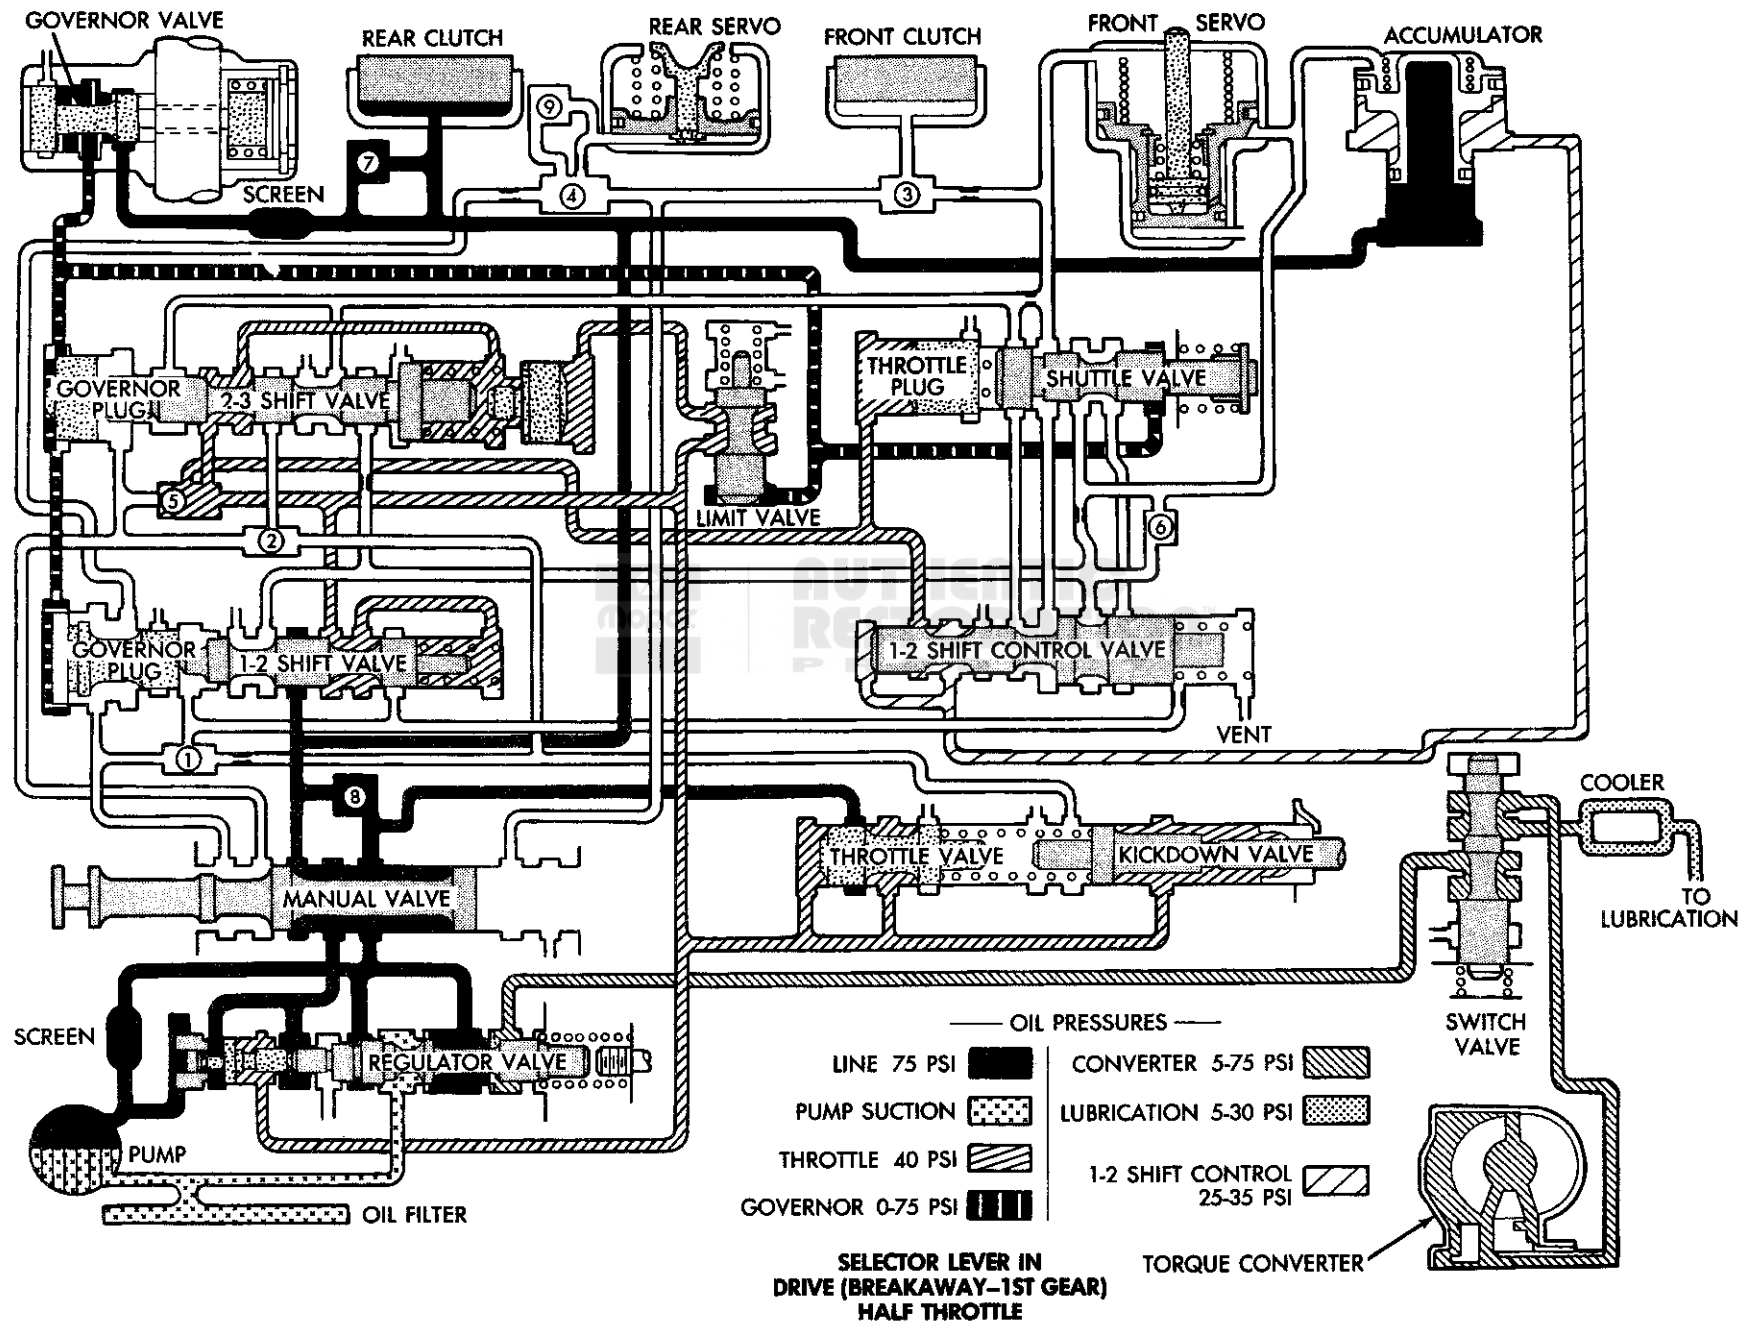 GOVERNOR VALVE
REAR CLUTCH
REAR SERVO
FRONT CLUTCH
FRONT SERVO
ACCUMULATOR
9
7
SCREEN
4
3
GOVERNOR
PLUG
2-3 SHIFT VALVE
THROTTLE
PLUG
SHUTTLE VALVE
5
LIMIT VALVE
2
6
Mopar
AUTHENTIC
RESTORATION
™
GOVERNOR
PLUG
1-2 SHIFT VALVE
1-2 SHIFT CONTROL VALVE
VENT
1
8
COOLER
THROTTLE VALVE
KICKDOWN VALVE
MANUAL VALVE
TO
LUBRICATION
SCREEN
REGULATOR VALVE
SWITCH
VALVE
OIL PRESSURES
LINE 75 PSI
CONVERTER 5-75 PSI
PUMP SUCTION
LUBRICATION 5-30 PSI
PUMP
THROTTLE 40 PSI
1-2 SHIFT CONTROL
25-35 PSI
GOVERNOR 0-75 PSI
OIL FILTER
TORQUE CONVERTER
SELECTOR LEVER IN
DRIVE (BREAKAWAY-1ST GEAR)
HALF THROTTLE